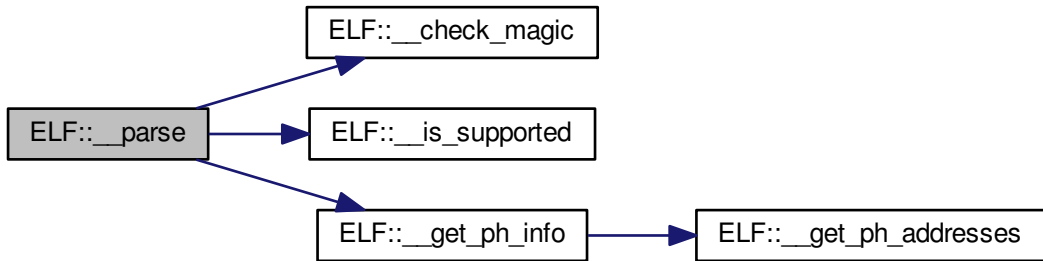 ELF::__check_magic
ELF::__parse
ELF::__is_supported
ELF::__get_ph_info
ELF::__get_ph_addresses